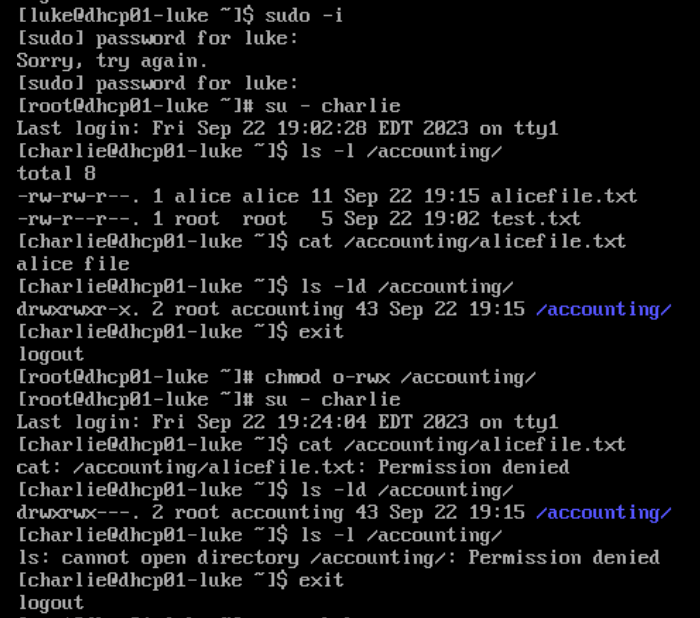 [luke@dhcp01-luke ~]$ sudo -i
[sudo] password for luke:
Sorry, try again.
[sudo] password for luke:
[root@dhcp01-luke ~]# su - charlie
Last login: Fri Sep 22 19:02:28 EDT 2023 on tty1
[charlie@dhcp01-luke ~]$ ls -l /accounting/
total 8
-rw-rw-r--. 1 alice alice 11 Sep 22 19:15 alicefile.txt
-rw-r--r--. 1 root  root   5 Sep 22 19:02 test.txt
[charlie@dhcp01-luke ~]$ cat /accounting/alicefile.txt
alice file
[charlie@dhcp01-luke ~]$ ls -ld /accounting/
drwxrwxr-x. 2 root accounting 43 Sep 22 19:15 /accounting/
[charlie@dhcp01-luke ~]$ exit
logout
[root@dhcp01-luke ~]# chmod o-rwx /accounting/
[root@dhcp01-luke ~]# su - charlie
Last login: Fri Sep 22 19:24:04 EDT 2023 on tty1
[charlie@dhcp01-luke ~]$ cat /accounting/alicefile.txt
cat: /accounting/alicefile.txt: Permission denied
[charlie@dhcp01-luke ~]$ ls -ld /accounting/
drwxrwx---. 2 root accounting 43 Sep 22 19:15 /accounting/
[charlie@dhcp01-luke ~]$ ls -l /accounting/
ls: cannot open directory /accounting/: Permission denied
[charlie@dhcp01-luke ~]$ exit
logout